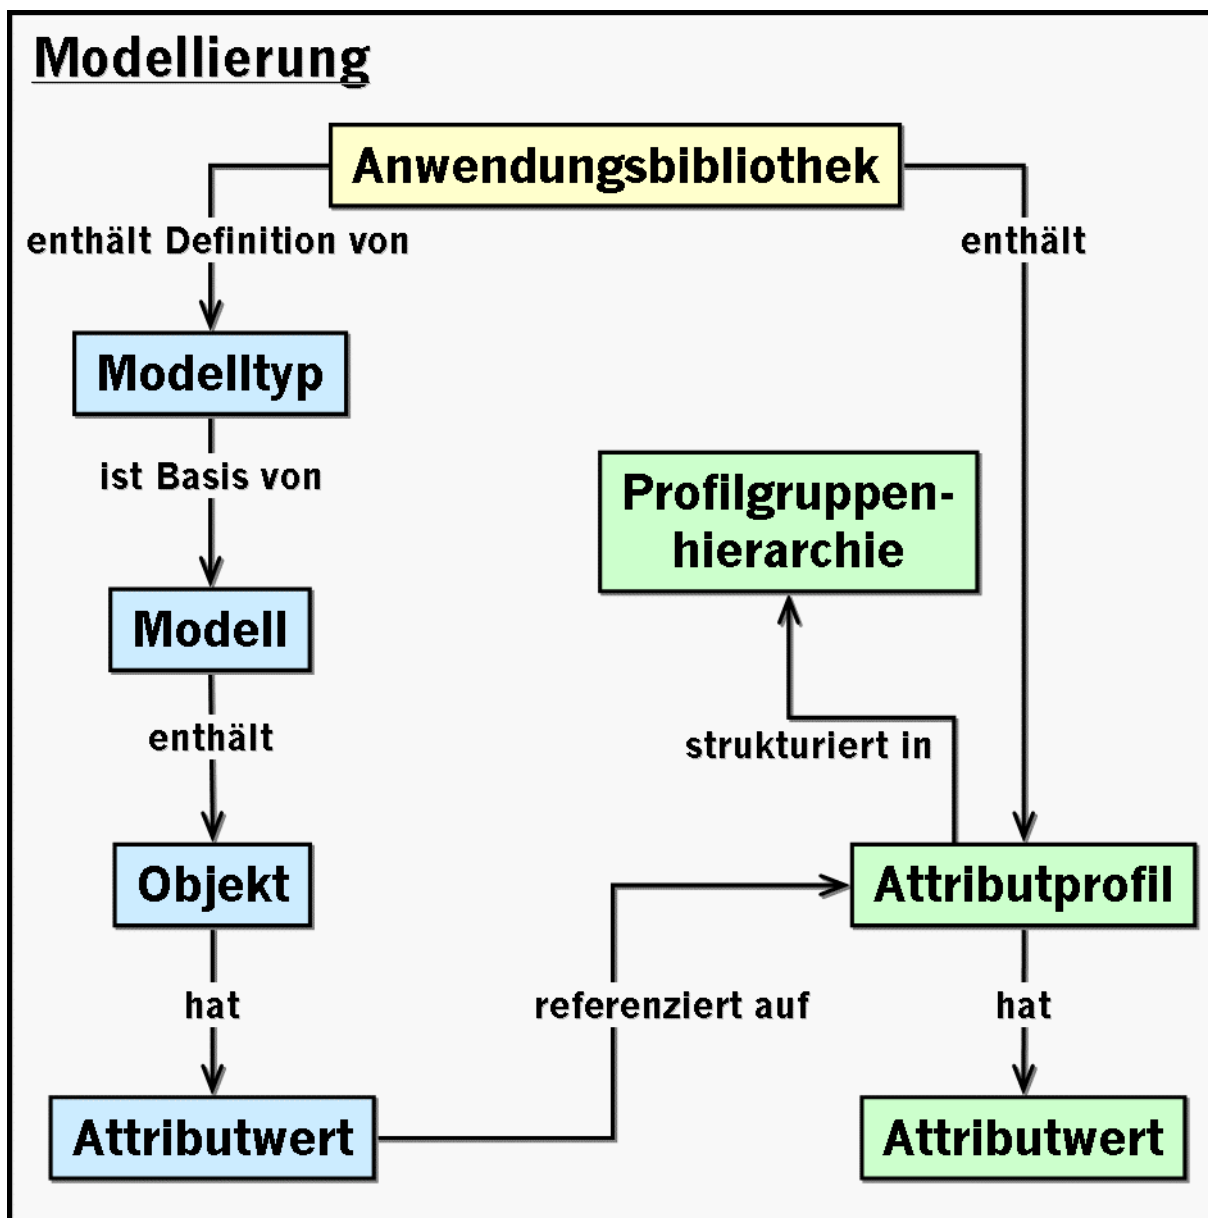 Modellierung
Anwendungsbibliothek
enthält Definition von
enthält
Modelltyp
ist Basis von
Profilgruppen-
hierarchie
Modell
enthält
strukturiert in
Objekt
Attributprofil
hat
referenziert auf
hat
Attributwert
Attributwert